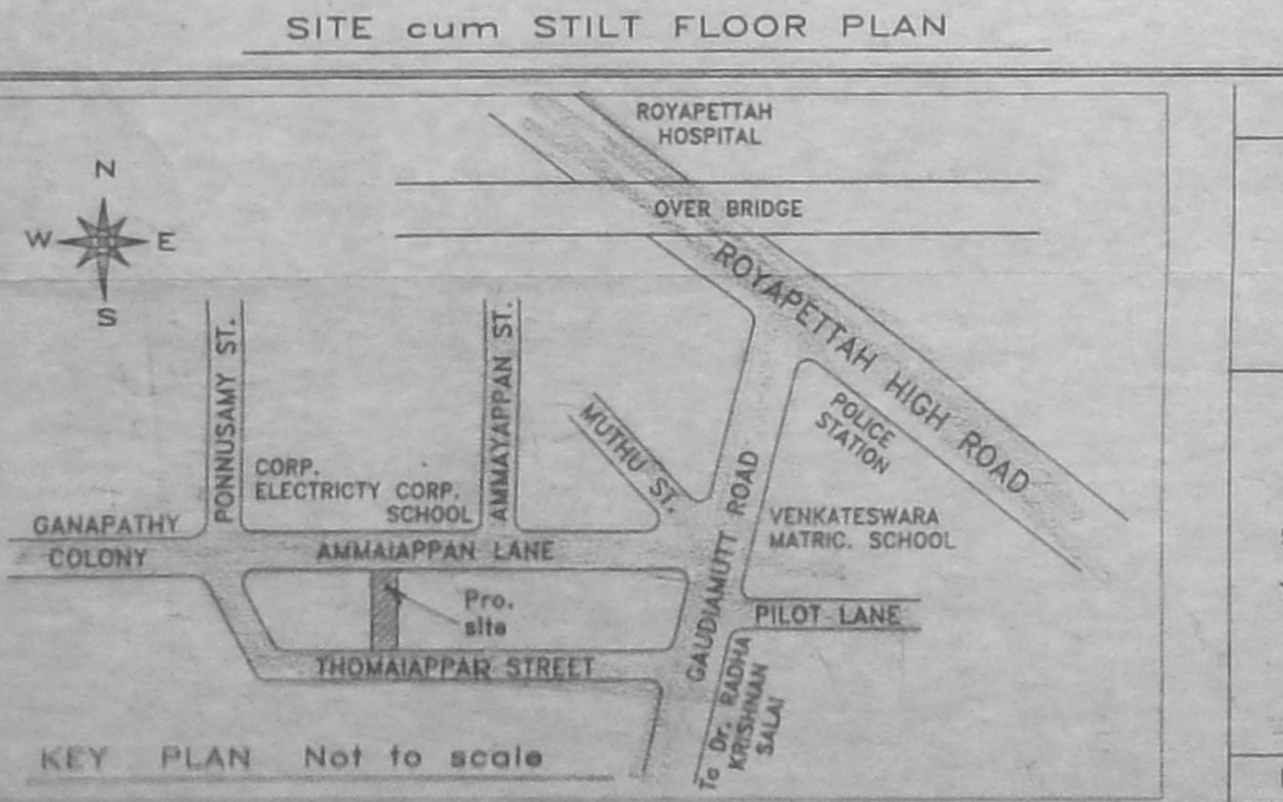 SITE cum STILT FLOOR PLAN
ROYAPETTAH
HOSPITAL
OVER BRIDGE
N
W
E
S
ROYAPETTAH HIGH ROAD
PONNUSAMY ST.
AMMAYAPPAN ST.
MUTHU ST.
POLICE
STATION
CORP.
ELECTRICTY CORP.
SCHOOL
GANAPATHY
COLONY
AMMAIAPPAN LANE
GAUDIAMUTT ROAD
VENKATESWARA
MATRIC. SCHOOL
Pro.
site
PILOT LANE
THOMAIAPPAR STREET
To Dr. RADHA
KRISHNAN
SALAI
KEY PLAN Not to scale